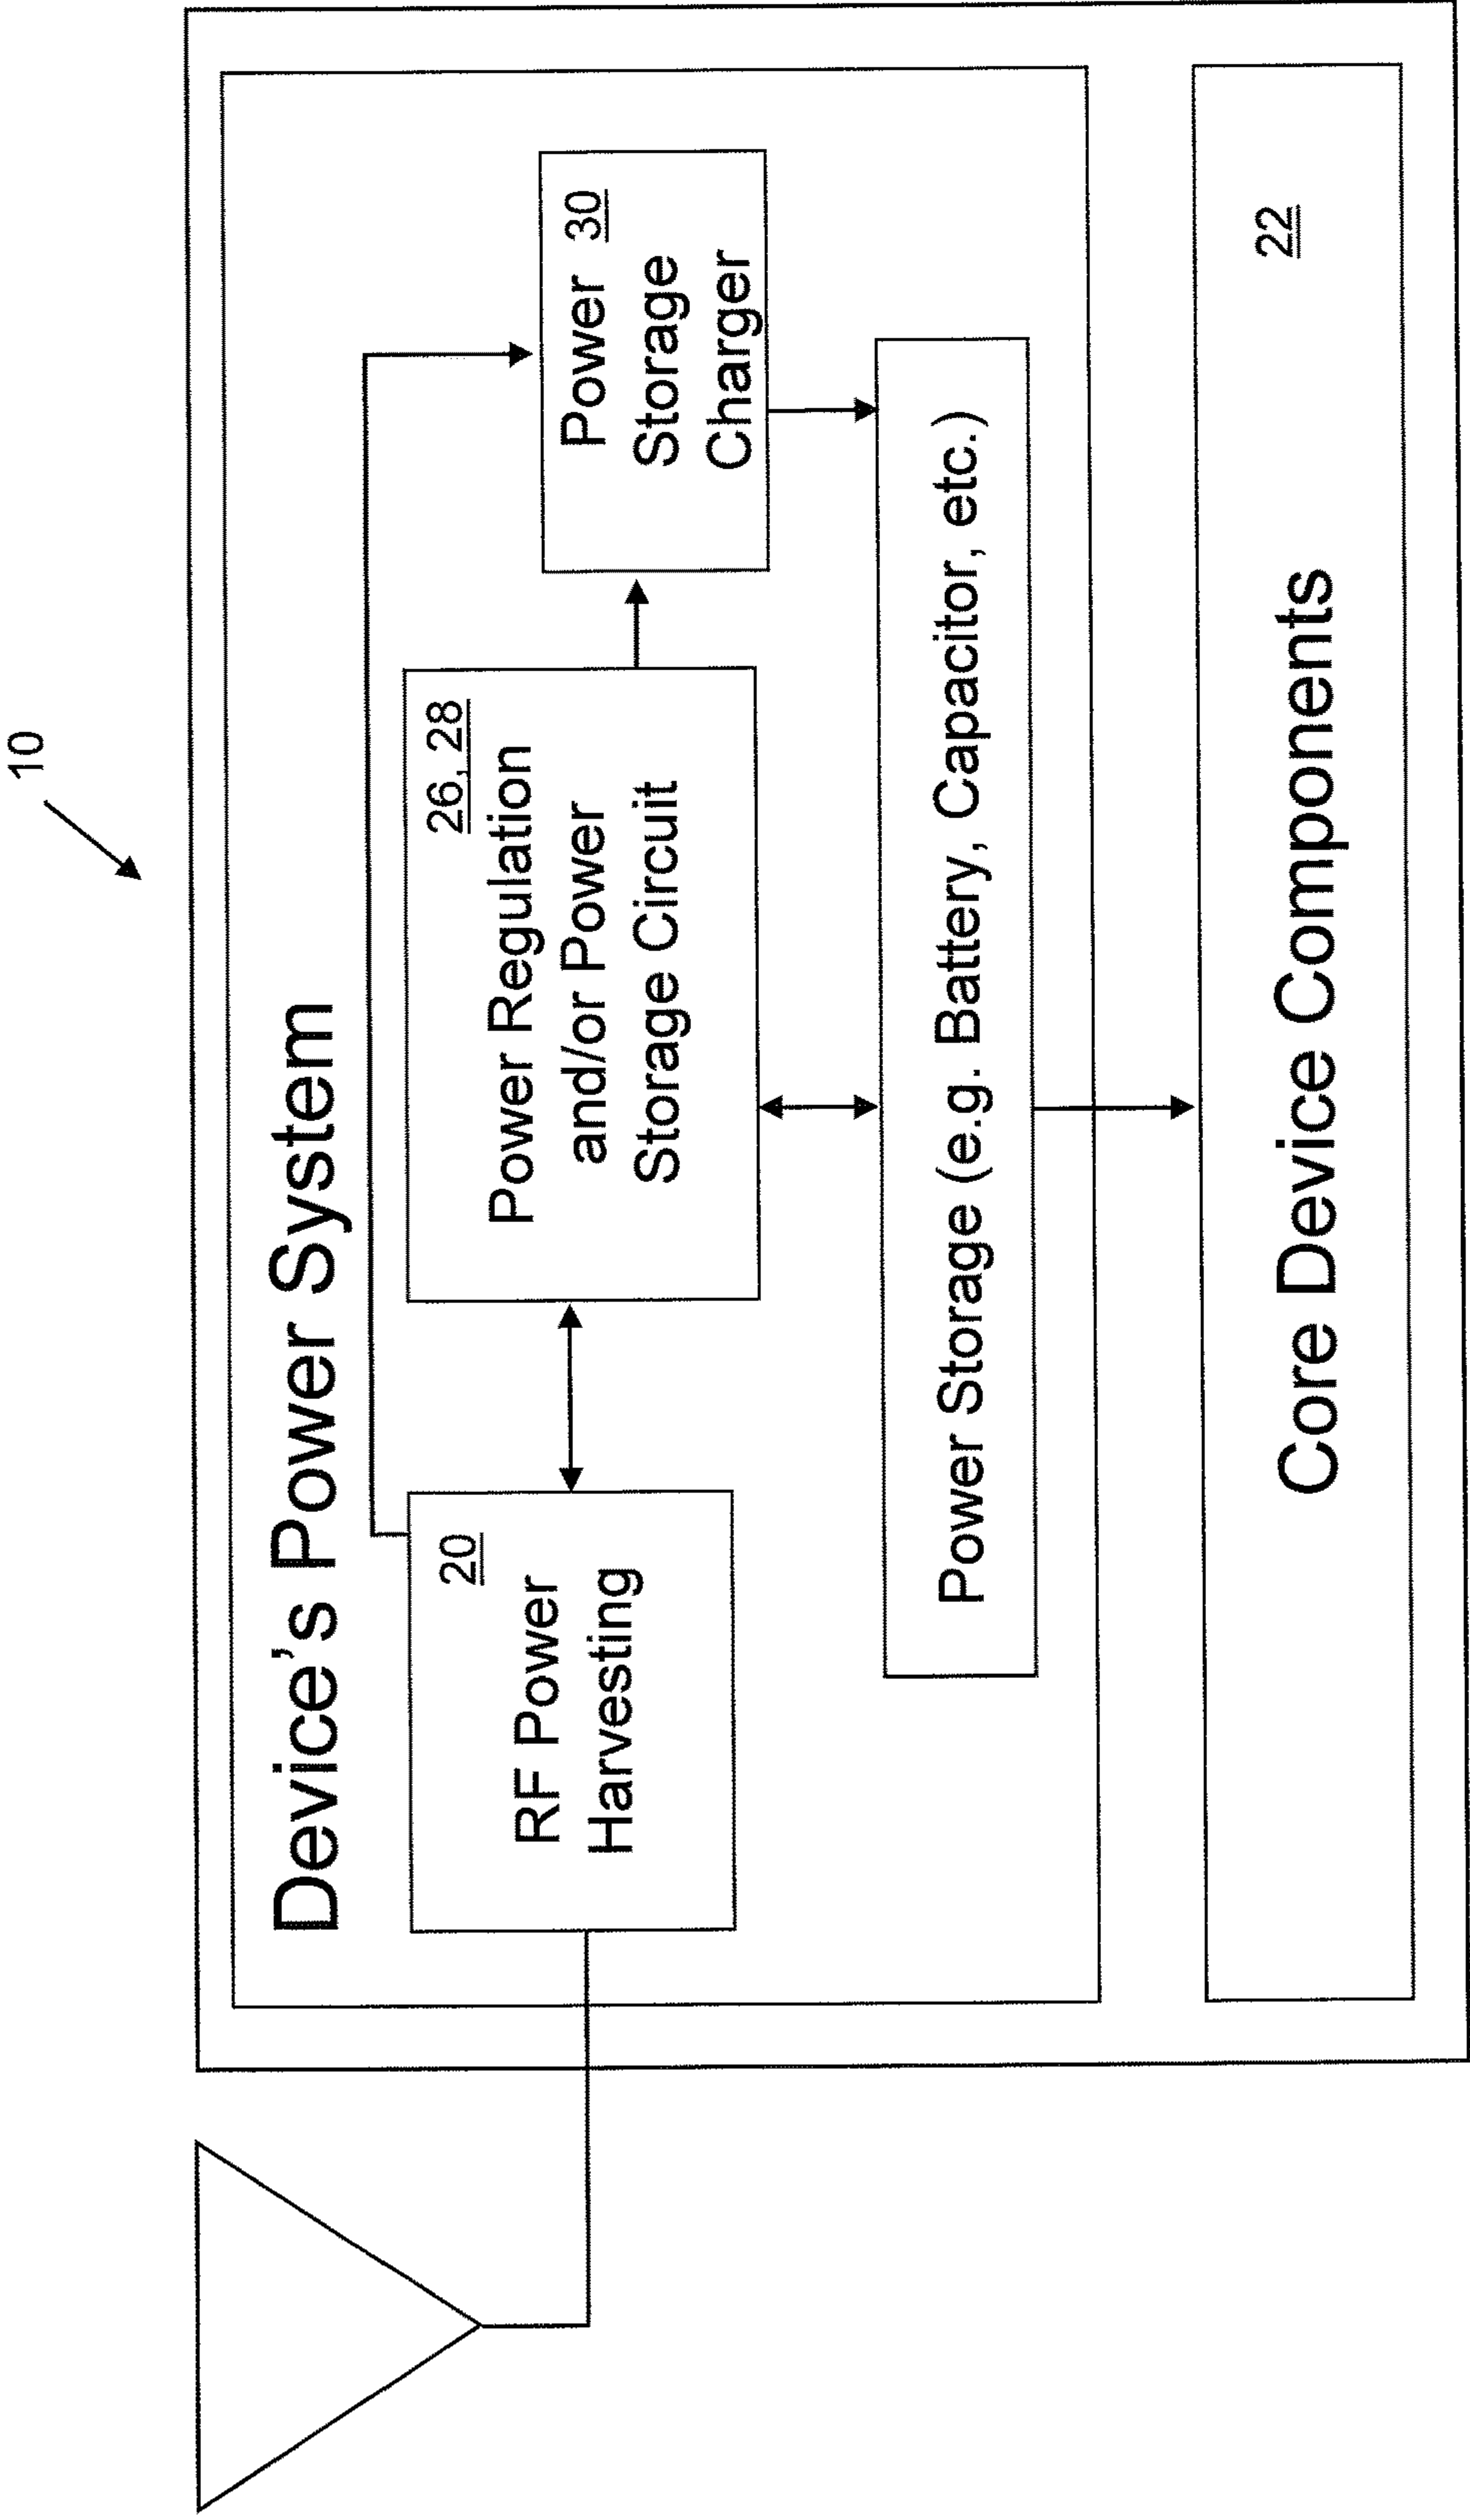 10
Device's Power System
20
RF Power
Harvesting
26, 28
Power Regulation
and/or Power
Storage Circuit
Power 30
Storage
Charger
Power Storage (e.g. Battery, Capacitor, etc.)
22
Core Device Components